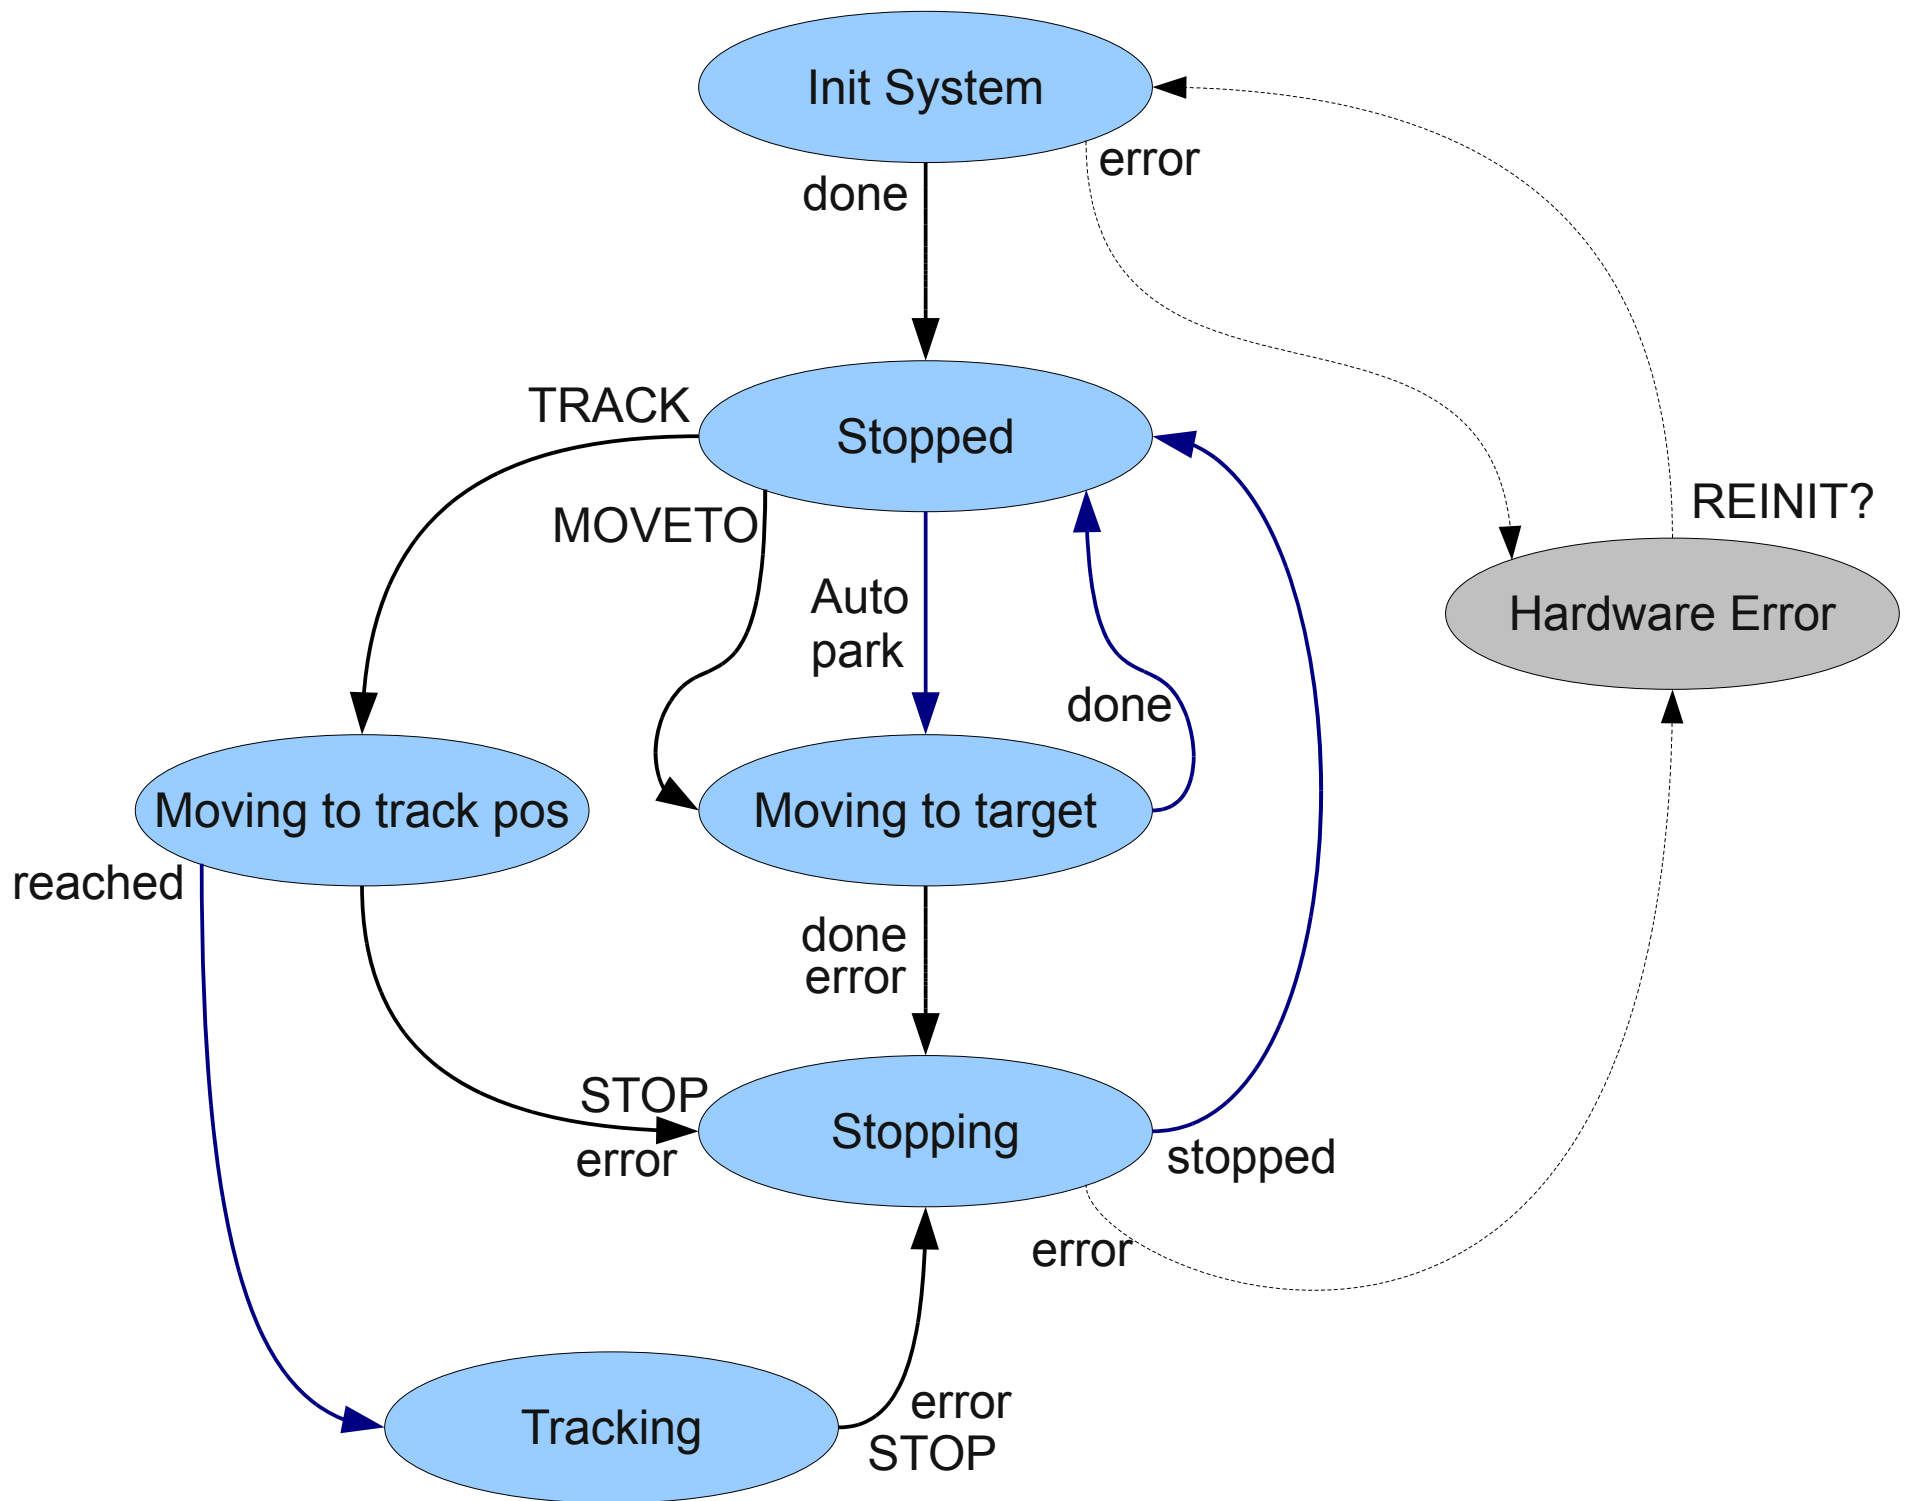 Init System
error
done
TRACK
Stopped
MOVETO
REINIT?
Auto
park
Hardware Error
done
Moving to track pos
Moving to target
reached
done
error
STOP
Stopping
error
stopped
error
error
Tracking
STOP